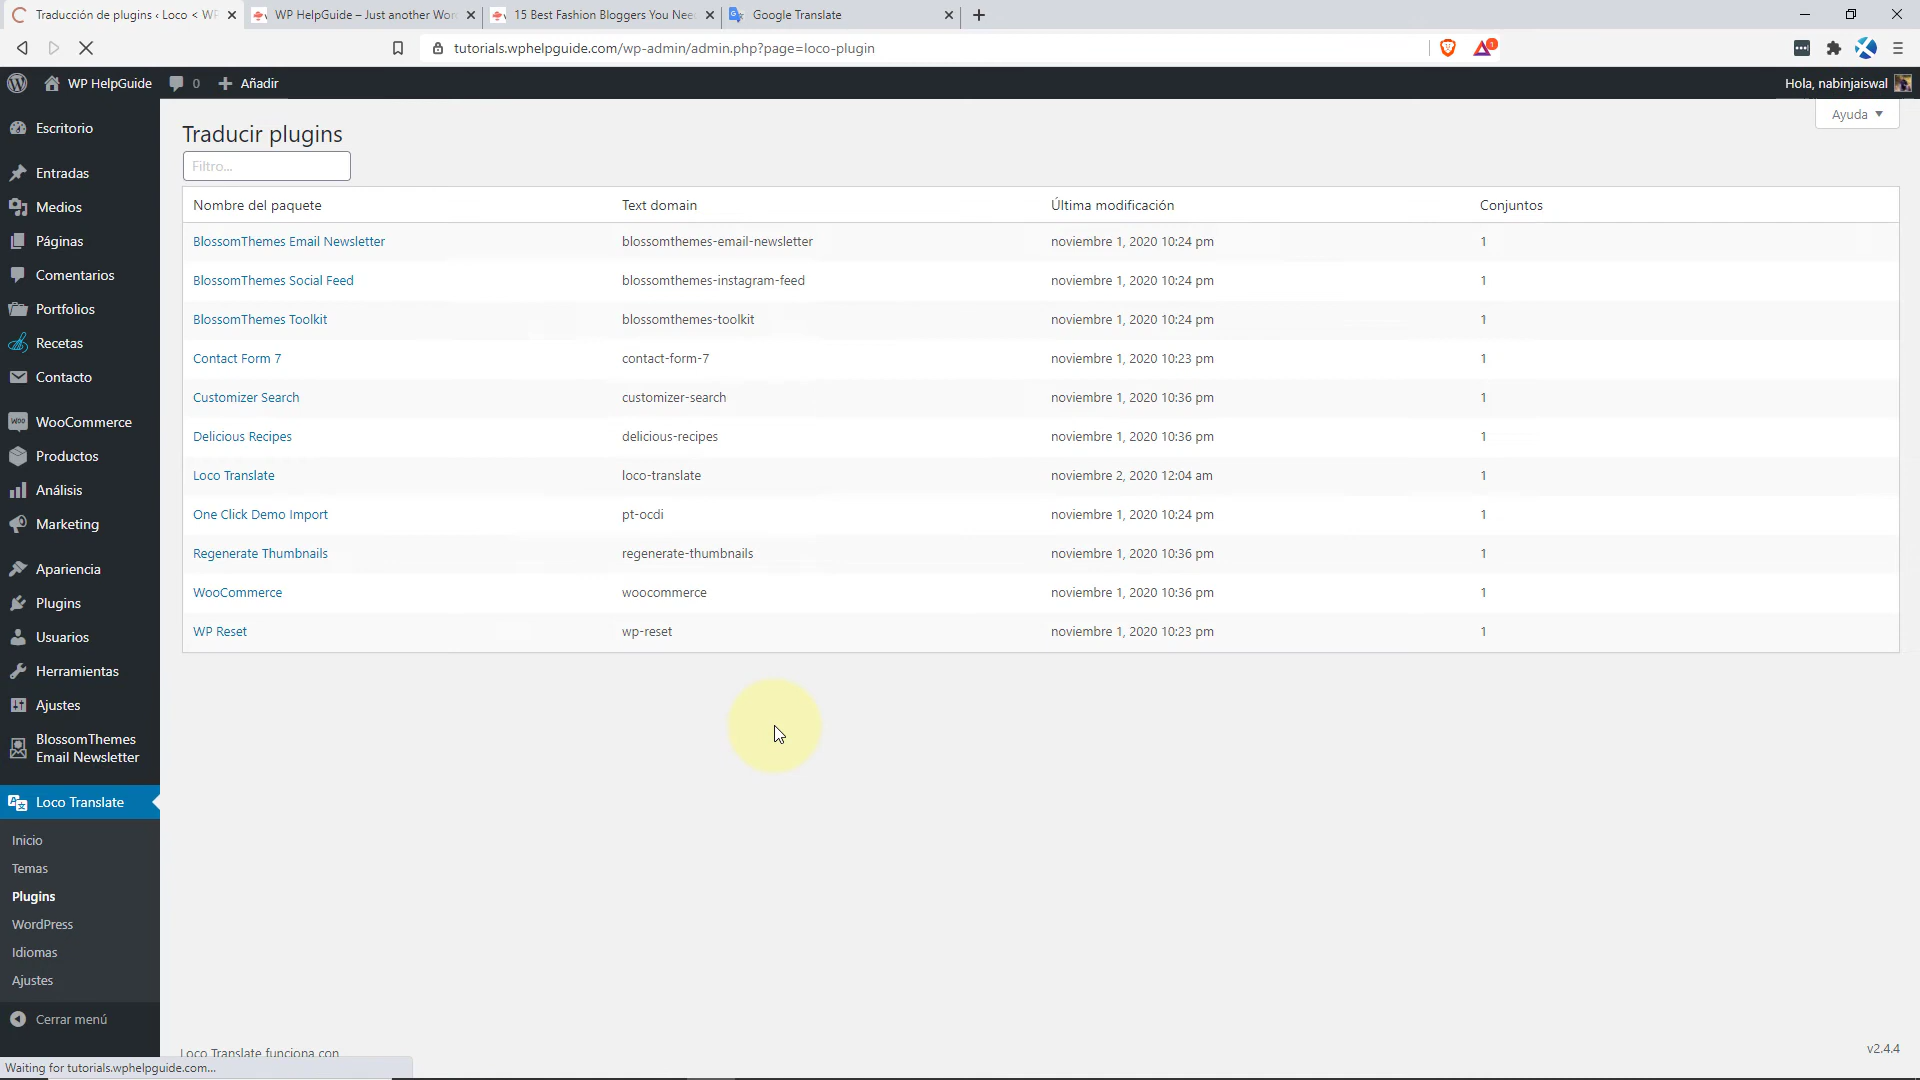 Traducción de plugins ‹ Loco < WP
WP HelpGuide – Just another Wor
15 Best Fashion Bloggers You Nee
Google Translate
tutorials.wphelpguide.com/wp-admin/admin.php?page=loco-plugin
1
WP HelpGuide
0
Añadir
Hola, nabinjaiswal
Ayuda
Escritorio
Entradas
Medios
Páginas
Comentarios
Portfolios
Recetas
Contacto
WooCommerce
Productos
Análisis
Marketing
Apariencia
Plugins
Usuarios
Herramientas
Ajustes
BlossomThemes
Email Newsletter
Loco Translate
Inicio
Temas
Plugins
WordPress
Idiomas
Ajustes
Cerrar menú
Traducir plugins
Filtro...
Nombre del paquete Text domain Última modificación Conjuntos
BlossomThemes Email Newsletter blossomthemes-email-newsletter noviembre 1, 2020 10:24 pm 1
BlossomThemes Social Feed blossomthemes-instagram-feed noviembre 1, 2020 10:24 pm 1
BlossomThemes Toolkit blossomthemes-toolkit noviembre 1, 2020 10:24 pm 1
Contact Form 7 contact-form-7 noviembre 1, 2020 10:23 pm 1
Customizer Search customizer-search noviembre 1, 2020 10:36 pm 1
Delicious Recipes delicious-recipes noviembre 1, 2020 10:36 pm 1
Loco Translate loco-translate noviembre 2, 2020 12:04 am 1
One Click Demo Import pt-ocdi noviembre 1, 2020 10:24 pm 1
Regenerate Thumbnails regenerate-thumbnails noviembre 1, 2020 10:36 pm 1
WooCommerce woocommerce noviembre 1, 2020 10:36 pm 1
WP Reset wp-reset noviembre 1, 2020 10:23 pm 1
Loco Translate funciona con
v2.4.4
Waiting for tutorials.wphelpguide.com...